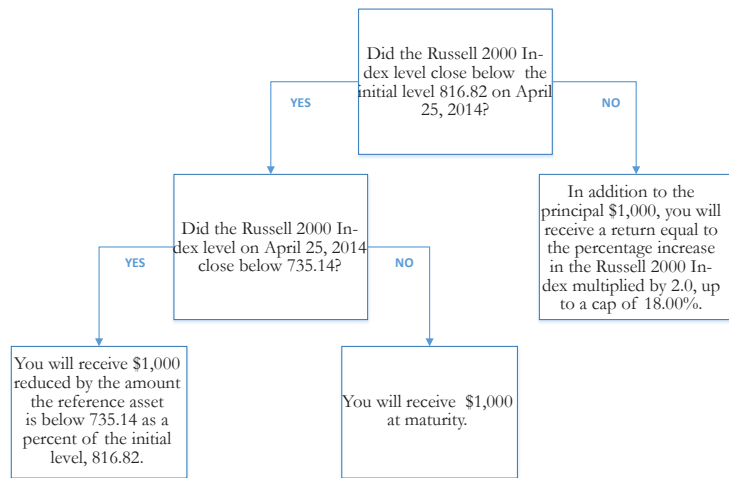 Did the Russell 2000 In-
dex level close below the
initial level 816.82 on April
25, 2014?
YES
NO
Did the Russell 2000 In-
dex level on April 25, 2014
close below 735.14?
In addition to the
principal $1,000, you will
receive a return equal to
the percentage increase
in the Russell 2000 In-
dex multiplied by 2.0, up
to a cap of 18.00%.
YES
NO
You will receive $1,000
reduced by the amount
the reference asset
is below 735.14 as a
percent of the initial
level, 816.82.
You will receive $1,000
at maturity.